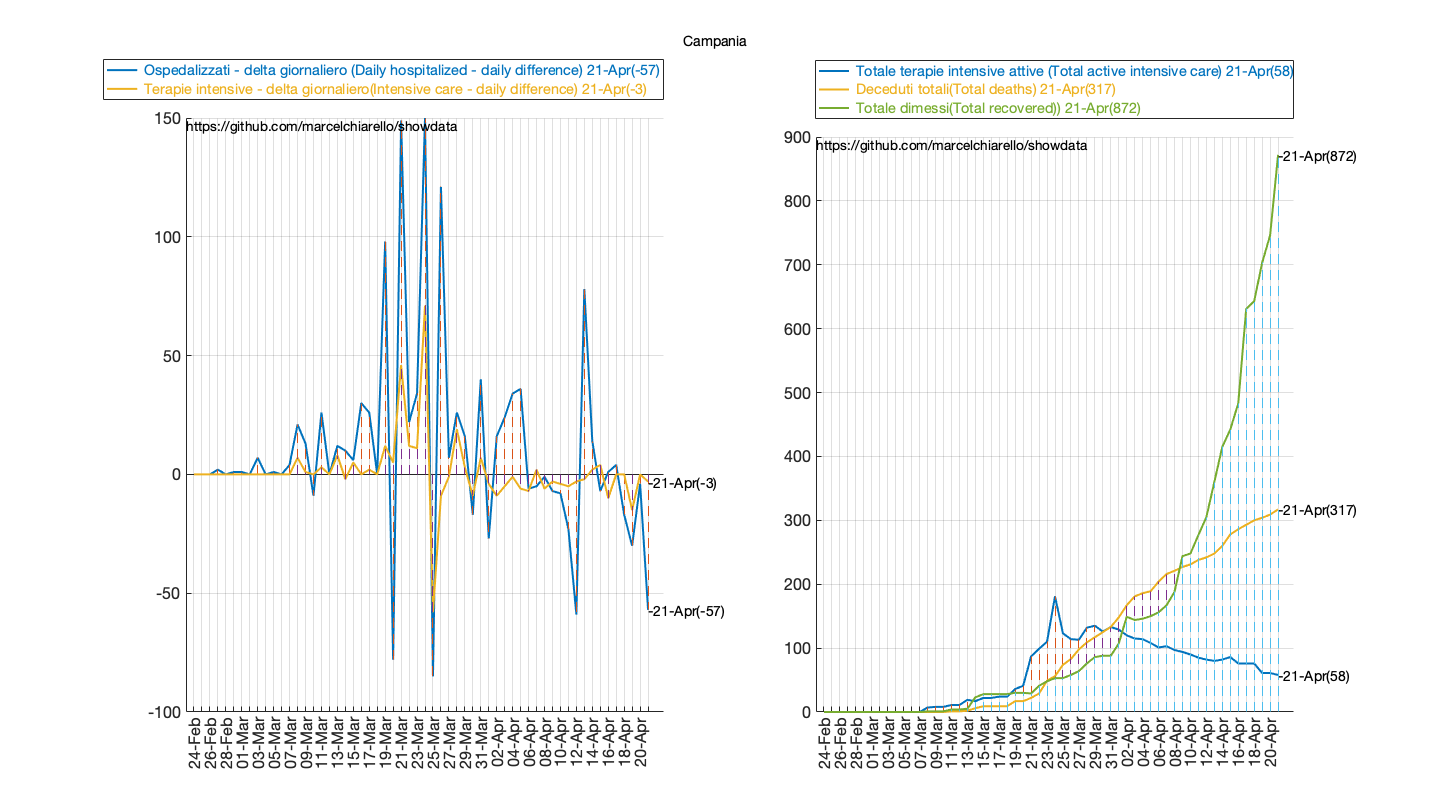 Campania
Ospedalizzati - delta giornaliero (Daily hospitalized - daily difference) 21-Apr(-57)
Terapie intensive - delta giornaliero(Intensive care - daily difference) 21-Apr(-3)
https://github.com/marcelchiarello/showdata
150
100
50
0
-50
-100
-21-Apr(-3)
-21-Apr(-57)
24-Feb
26-Feb
28-Feb
01-Mar
03-Mar
05-Mar
07-Mar
09-Mar
11-Mar
13-Mar
15-Mar
17-Mar
19-Mar
21-Mar
23-Mar
25-Mar
27-Mar
29-Mar
31-Mar
02-Apr
04-Apr
06-Apr
08-Apr
10-Apr
12-Apr
14-Apr
16-Apr
18-Apr
20-Apr
Totale terapie intensive attive (Total active intensive care) 21-Apr(58)
Deceduti totali(Total deaths) 21-Apr(317)
Totale dimessi(Total recovered)) 21-Apr(872)
https://github.com/marcelchiarello/showdata
900
800
700
600
500
400
300
200
100
0
-21-Apr(872)
-21-Apr(317)
-21-Apr(58)
24-Feb
26-Feb
28-Feb
01-Mar
03-Mar
05-Mar
07-Mar
09-Mar
11-Mar
13-Mar
15-Mar
17-Mar
19-Mar
21-Mar
23-Mar
25-Mar
27-Mar
29-Mar
31-Mar
02-Apr
04-Apr
06-Apr
08-Apr
10-Apr
12-Apr
14-Apr
16-Apr
18-Apr
20-Apr